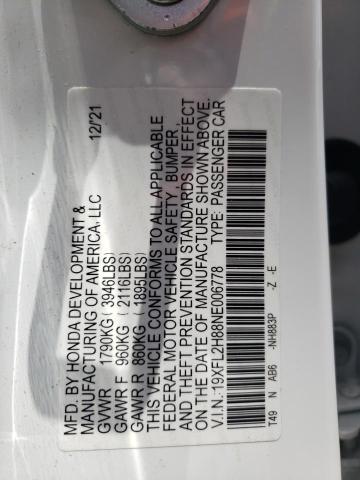 MFD. BY HONDA DEVELOPMENT & 12/'21
MANUFACTURING OF AMERICA, LLC
GVWR 1790KG (3946LBS)
GAWR F 960KG (2116LBS)
GAWR R 860KG (1895LBS)
THIS VEHICLE CONFORMS TO ALL APPLICABLE
FEDERAL MOTOR VEHICLE SAFETY, BUMPER,
AND THEFT PREVENTION STANDARDS IN EFFECT
ON THE DATE OF MANUFACTURE SHOWN ABOVE.
V.I.N.:19XFL2H88NE006778 TYPE: PASSENGER CAR
T49 N AB6 -NH883P -Z -E